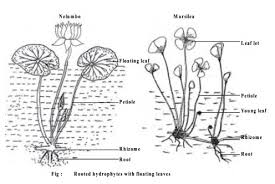 Nelumbo
Marsilea
Floating leaf
Petiole
Rhizome
Root
Leaf let
Petiole
Young leaf
Rhizome
Root
Fig : Rooted hydrophytes with floating leaves